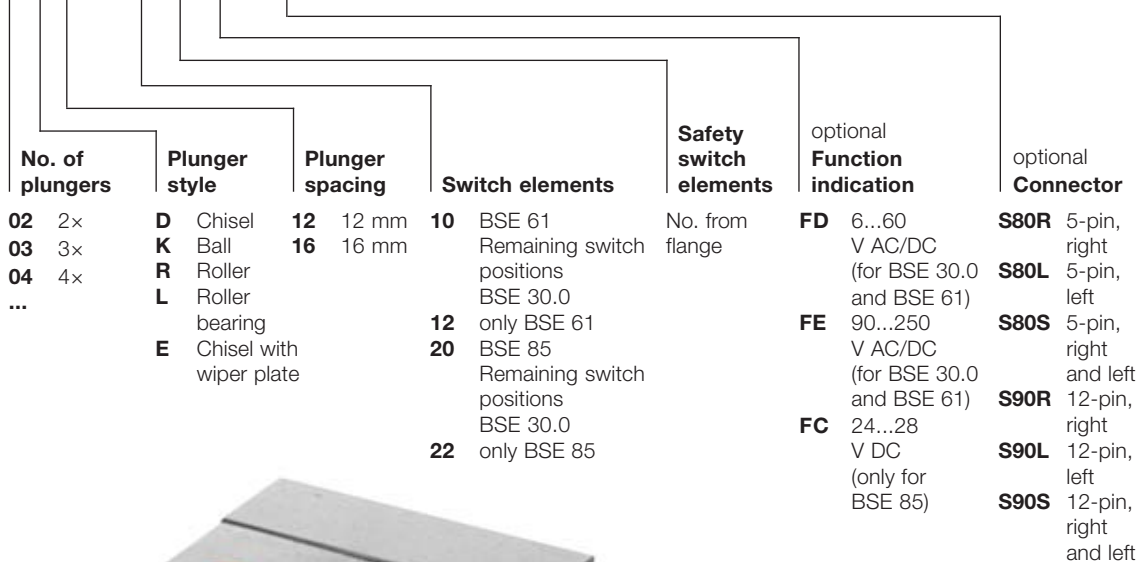 No. of
plungers
02 2×
03 3×
04 4×
...
Plunger
style
D Chisel
K Ball
R Roller
L Roller
bearing
E Chisel with
wiper plate
Plunger
spacing
12 12 mm
16 16 mm
Switch elements
10 BSE 61
Remaining switch
positions
BSE 30.0
12 only BSE 61
20 BSE 85
Remaining switch
positions
BSE 30.0
22 only BSE 85
Safety
switch
elements
No. from
flange
optional
Function
indication
FD 6...60
V AC/DC
(for BSE 30.0
and BSE 61)
FE 90...250
V AC/DC
(for BSE 30.0
and BSE 61)
FC 24...28
V DC
(only for
BSE 85)
optional
Connector
S80R 5-pin,
right
S80L 5-pin,
left
S80S 5-pin,
right
and left
S90R 12-pin,
right
S90L 12-pin,
left
S90S 12-pin,
right
and left